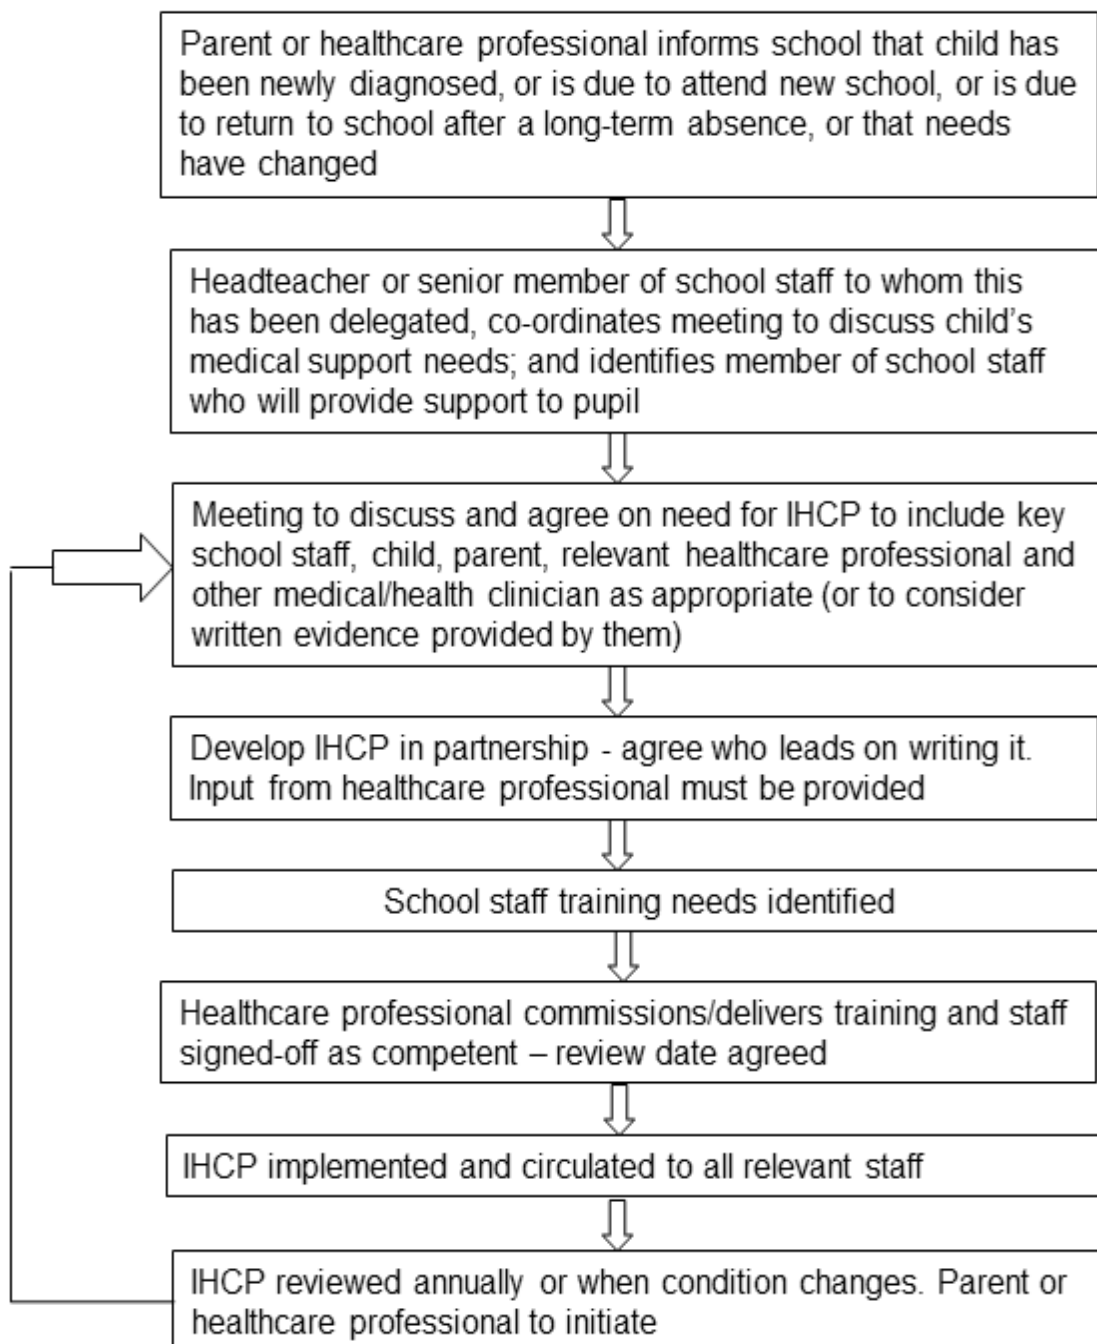 Parent or healthcare professional informs school that child has
been newly diagnosed, or is due to attend new school, or is due
to return to school after a long-term absence, or that needs
have changed
Headteacher or senior member of school staff to whom this
has been delegated, co-ordinates meeting to discuss child’s
medical support needs; and identifies member of school staff
who will provide support to pupil
Meeting to discuss and agree on need for IHCP to include key
school staff, child, parent, relevant healthcare professional and
other medical/health clinician as appropriate (or to consider
written evidence provided by them)
Develop IHCP in partnership - agree who leads on writing it.
Input from healthcare professional must be provided
School staff training needs identified
Healthcare professional commissions/delivers training and staff
signed-off as competent – review date agreed
IHCP implemented and circulated to all relevant staff
IHCP reviewed annually or when condition changes. Parent or
healthcare professional to initiate